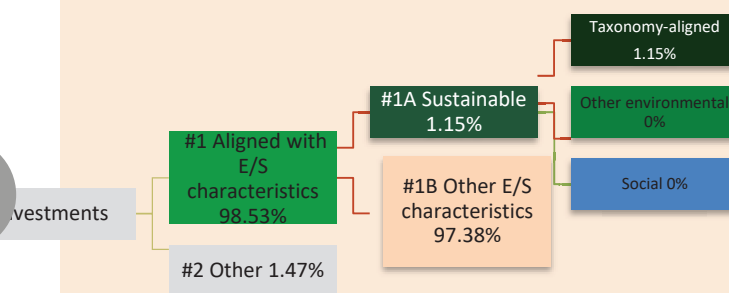 Taxonomy-aligned
1.15%
#1A Sustainable
1.15%
Other environmental
0%
#1 Aligned with
E/S
characteristics
98.53%
#1B Other E/S
characteristics
97.38%
Social 0%
vestments
#2 Other 1.47%